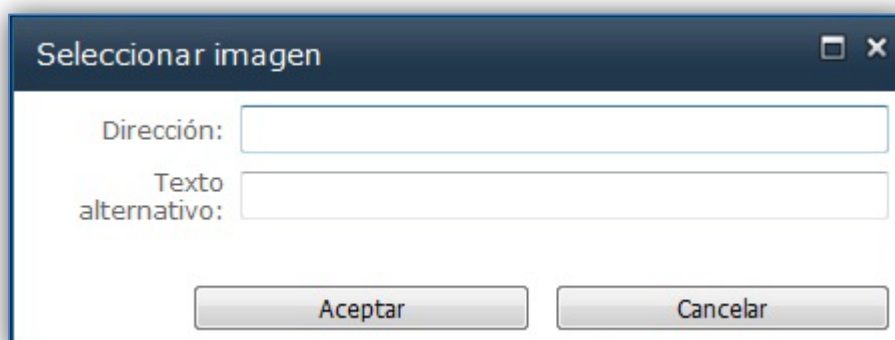 Seleccionar imagen
Dirección:
Texto
alternativo:
Aceptar
Cancelar